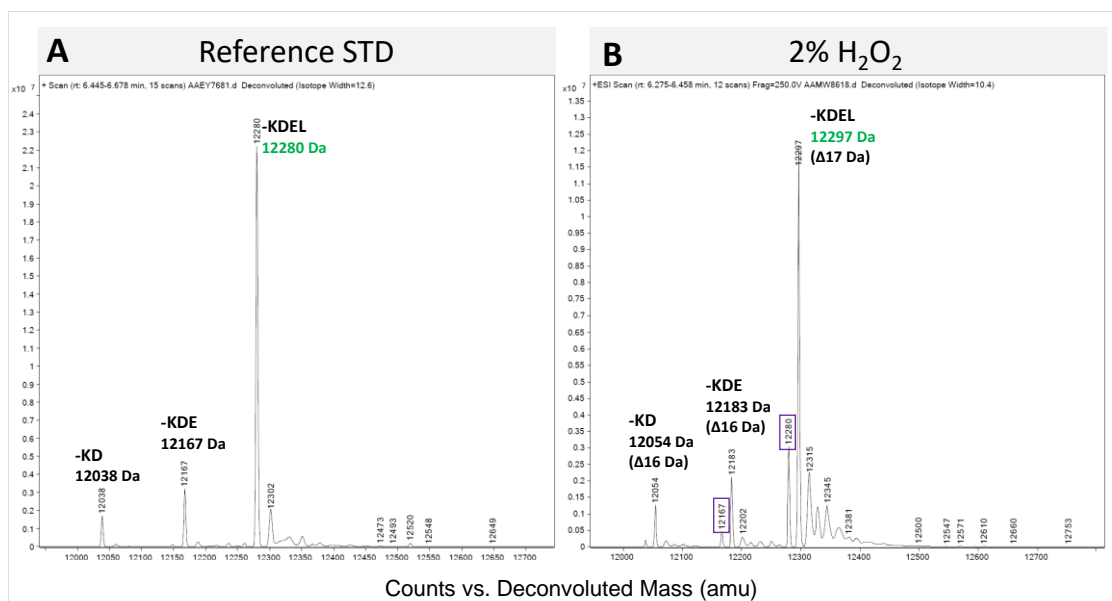 A
Reference STD
x10 7
+ Scan (rt: 6.445-6.678 min, 15 scans) AAEY7681.d Deconvoluted (Isotope Width=12.6)
2.4
2.3
2.2
2.1
2
1.9
1.8
1.7
1.6
1.5
1.4
1.3
1.2
1.1
1
0.9
0.8
0.7
0.6
0.5
0.4
0.3
0.2
0.1
0
-KD
12038 Da
12038
-KDE
12167 Da
12167
12280
-KDEL
12280 Da
12302
12473
12493
12520
12548
12649
12000 12050 12100 12150 12200 12250 12300 12350 12400 12450 12500 12550 12600 12650 12700
B
2% H₂O₂
x10 7
+ESI Scan (rt: 6.275-6.458 min, 12 scans) Frag=250.0V AAMW8618.d Deconvoluted (Isotope Width=10.4)
1.35
1.3
1.25
1.2
1.15
1.1
1.05
1
0.95
0.9
0.85
0.8
0.75
0.7
0.65
0.6
0.55
0.5
0.45
0.4
0.35
0.3
0.25
0.2
0.15
0.1
0.05
0
-KD
12054 Da
(Δ16 Da)
12054
-KDE
12183 Da
(Δ16 Da)
12167
12183
12202
12280
12297
-KDEL
12297 Da
(Δ17 Da)
12315
12345
12381
12500
12547
12571
12610
12660
12753
12000 12100 12200 12300 12400 12500 12600 12700
Counts vs. Deconvoluted Mass (amu)